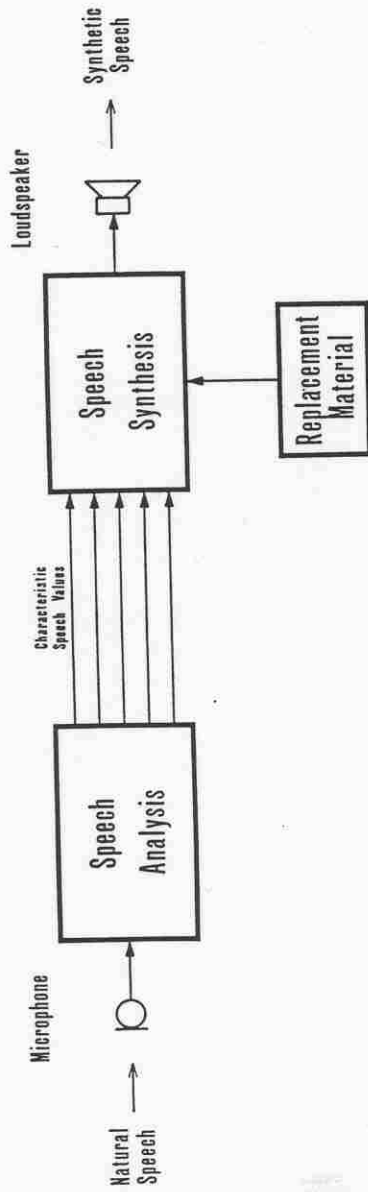 Natural
Speech
Microphone
Speech
Analysis
Characteristic
Speech Values
Speech
Synthesis
Replacement
Material
Loudspeaker
Synthetic
Speech